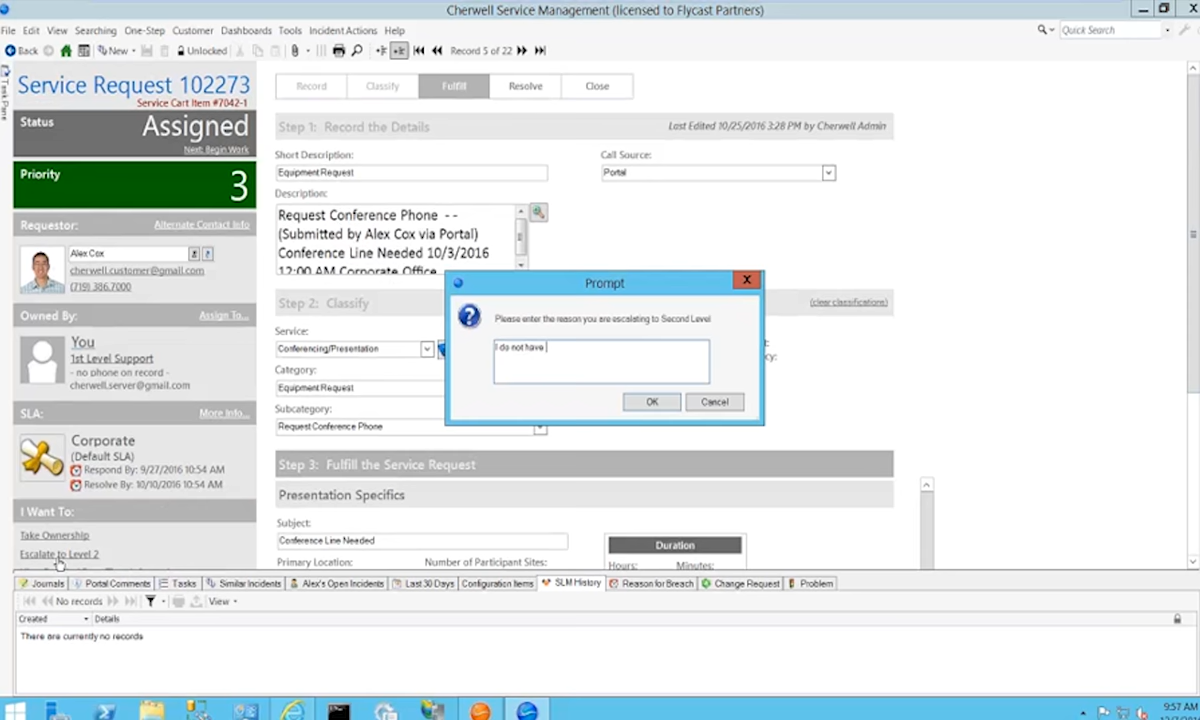 Cherwell Service Management (licensed to Flycast Partners)
File Edit View Searching One-Step Customer Dashboards Tools Incident Actions Help
Quick Search
Back New Unlocked Record 5 of 22
Task Pane
Service Request 102273
Service Cart Item #7042-1
Status
Assigned
Next: Begin Work
Priority
3
Requestor: Alternate Contact Info
Alex Cox
cherwell.customer@gmail.com
(719) 386.7000
Owned By: Assign To...
You
1st Level Support
- no phone on record -
cherwell.server@gmail.com
SLA: More Info...
Corporate
(Default SLA)
Respond By: 9/27/2016 10:54 AM
Resolve By: 10/10/2016 10:54 AM
I Want To:
Take Ownership
Escalate to Level 2
Record Classify Fulfill Resolve Close
Step 1: Record the Details
Last Edited 10/25/2016 3:28 PM by Cherwell Admin
Short Description:
Equipment Request
Call Source:
Portal
Description:
Request Conference Phone - -
(Submitted by Alex Cox via Portal)
Conference Line Needed 10/3/2016
12:00 AM Corporate Office
Step 2: Classify
(clear classifications)
Service:
Conferencing/Presentation
Category:
Equipment Request
Subcategory:
Request Conference Phone
Prompt
Please enter the reason you are escalating to Second Level
I do not have
OK Cancel
Step 3: Fulfill the Service Request
Presentation Specifics
Subject:
Conference Line Needed
Primary Location: Number of Participant Sites:
Duration
Hours: Minutes:
Journals Portal Comments Tasks Similar Incidents Alex's Open Incidents Last 30 Days Configuration Items SLM History Reason for Breach Change Request Problem
No records View
Created Details
There are currently no records
9:57 AM